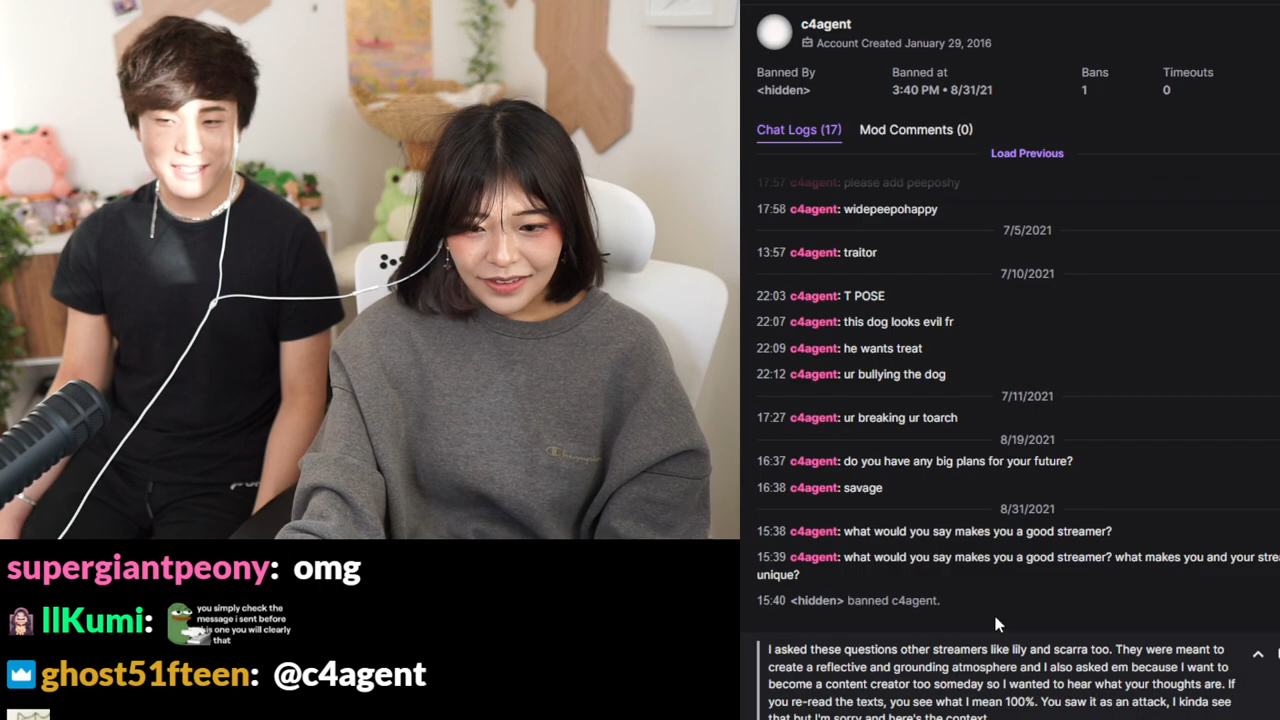 c4agent
Account Created January 29, 2016
Banned By
Banned at
Bans
Timeouts
<hidden>
3:40 PM • 8/31/21
1
0
Chat Logs (17)
Mod Comments (0)
Load Previous
17:57 c4agent: please add peeposhy
17:58 c4agent: widepeepohappy
7/5/2021
13:57 c4agent: traitor
7/10/2021
22:03 c4agent: T POSE
22:07 c4agent: this dog looks evil fr
22:09 c4agent: he wants treat
22:12 c4agent: ur bullying the dog
7/11/2021
17:27 c4agent: ur breaking ur toarch
8/19/2021
16:37 c4agent: do you have any big plans for your future?
16:38 c4agent: savage
8/31/2021
15:38 c4agent: what would you say makes you a good streamer?
15:39 c4agent: what would you say makes you a good streamer? what makes you and your
unique?
15:40 <hidden> banned c4agent.
I asked these questions other streamers like lily and scarra too. They were meant to
create a reflective and grounding atmosphere and I also asked em because I want to
become a content creator too someday so I wanted to hear what your thoughts are. If
you re-read the texts, you see what I mean 100%. You saw it as an attack, I kinda see
that but I'm sorry and here's the context
Champion
supergiantpeony: omg
llKumi:
you simply check the
message i sent before
is one you will clearly
that
ghost51fteen: @c4agent